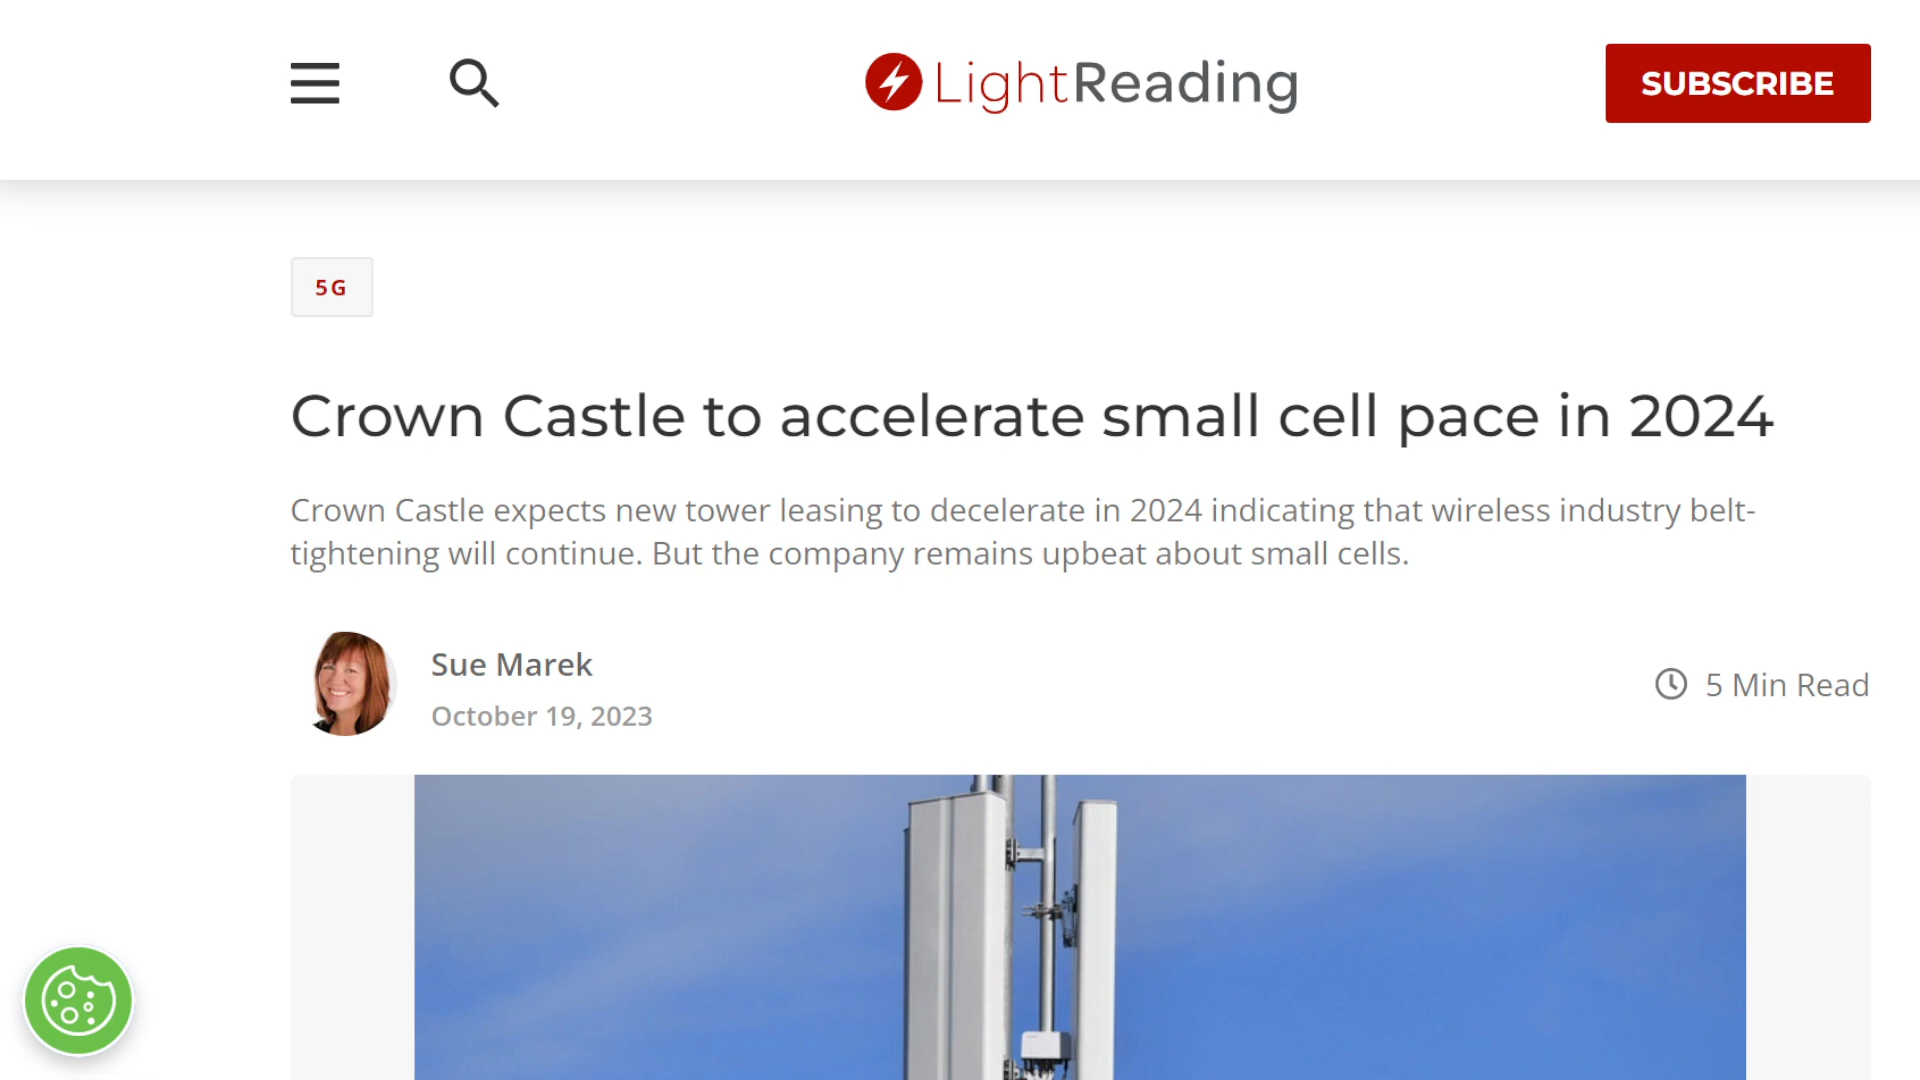 LightReading
SUBSCRIBE
5G
Crown Castle to accelerate small cell pace in 2024
Crown Castle expects new tower leasing to decelerate in 2024 indicating that wireless industry belt-
tightening will continue. But the company remains upbeat about small cells.
Sue Marek
October 19, 2023
5 Min Read